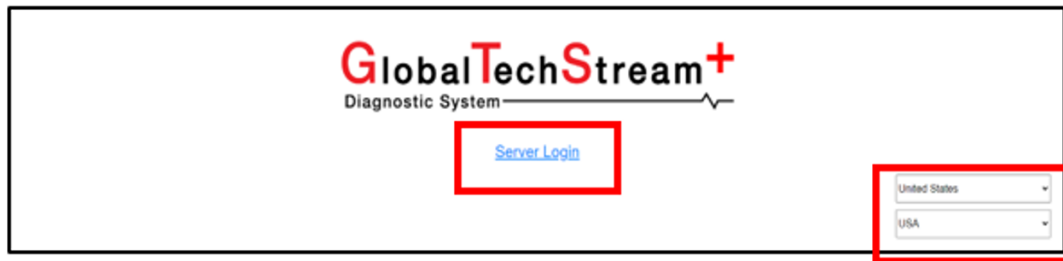 GlobalTechStream+
Diagnostic System
Server Login
United States
USA